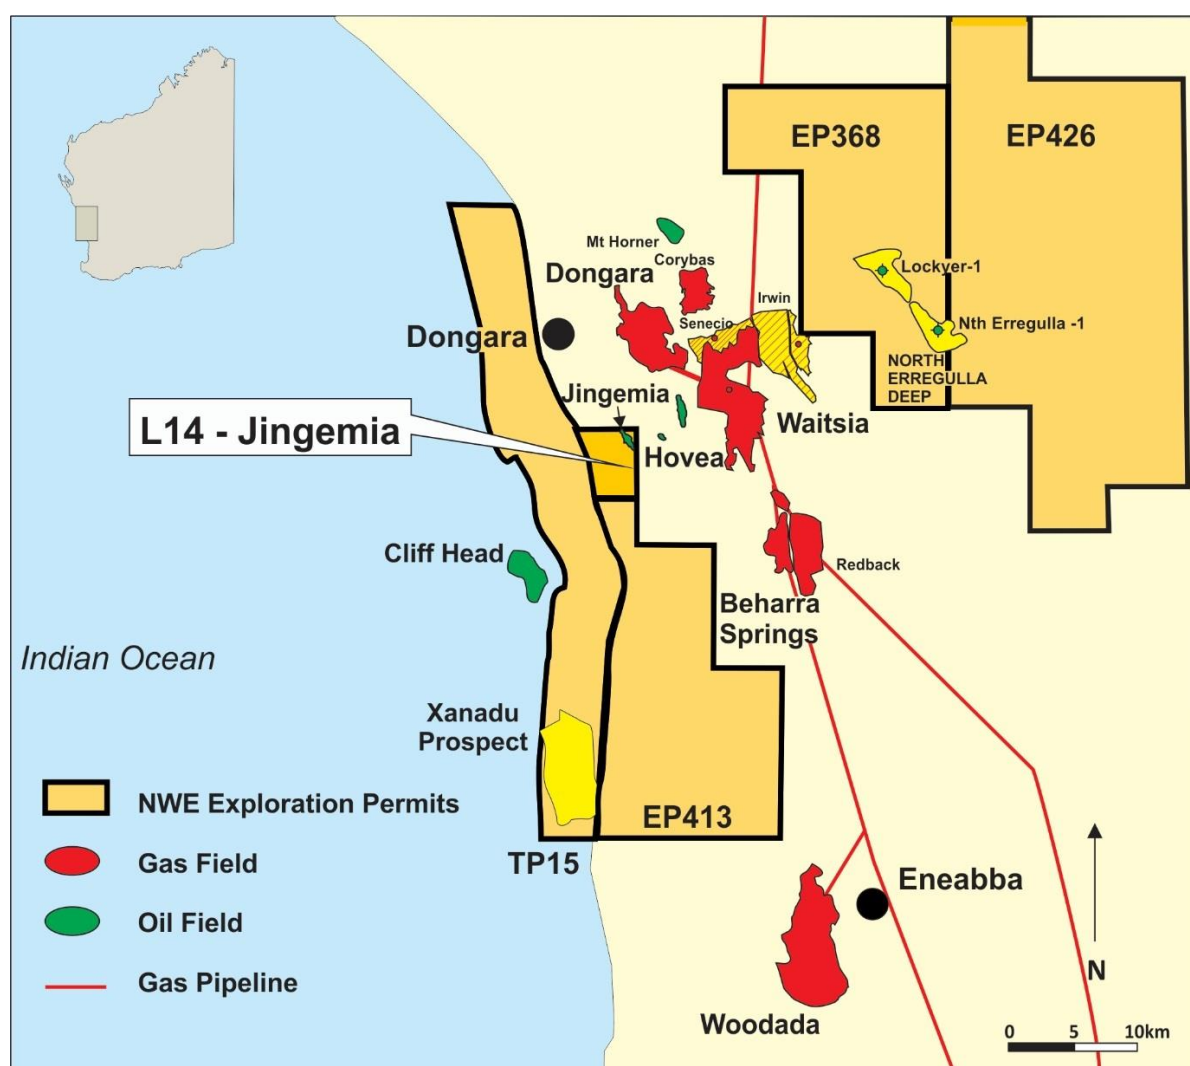 EP368
EP426
Mt Horner
Corybas
Dongara
Lockyer-1
Irwin
Senecio
Nth Erregulla -1
Dongara
NORTH
ERREGULLA
DEEP
Jingemia
Waitsia
L14 - Jingemia
Hovea
Cliff Head
Redback
Beharra
Springs
Indian Ocean
Xanadu
Prospect
NWE Exploration Permits
EP413
Gas Field
TP15
Eneabba
Oil Field
N
Gas Pipeline
Woodada
0 5 10km